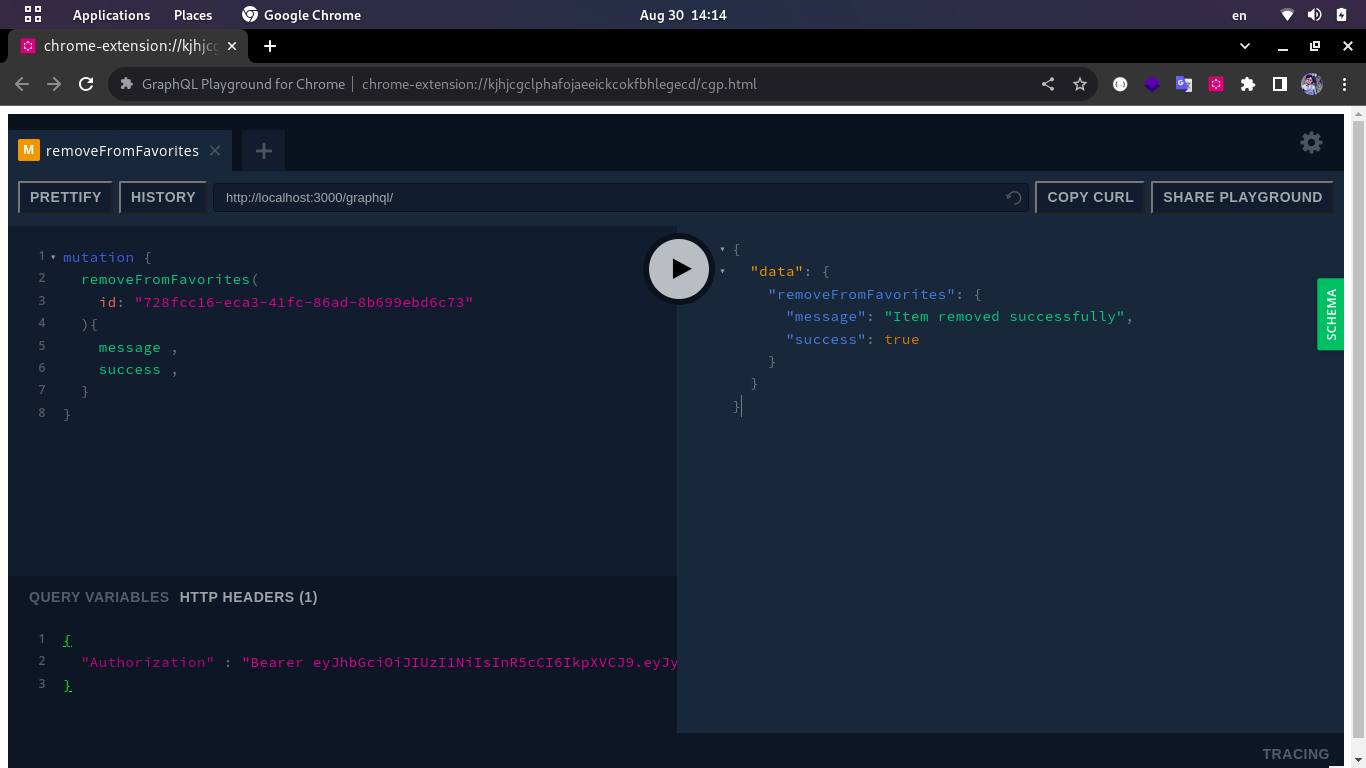 Applications Places Google Chrome Aug 30 14:14 en
chrome-extension://kjhjcg
GraphQL Playground for Chrome | chrome-extension://kjhjcgclphafojaeeickcokfbhlegecd/cgp.html
M removeFromFavorites
PRETTIFY HISTORY http://localhost:3000/graphql/ COPY CURL SHARE PLAYGROUND
1 mutation {
2 removeFromFavorites(
3 id: "728fcc16-eca3-41fc-86ad-8b699ebd6c73"
4 ){
5 message ,
6 success ,
7 }
8 }
{
"data": {
"removeFromFavorites": {
"message": "Item removed successfully",
"success": true
}
}
}
SCHEMA
QUERY VARIABLES HTTP HEADERS (1)
1 {
2 "Authorization" : "Bearer eyJhbGciOiJIUzI1NiIsInR5cCI6IkpXVCJ9.eyJy
3 }
TRACING